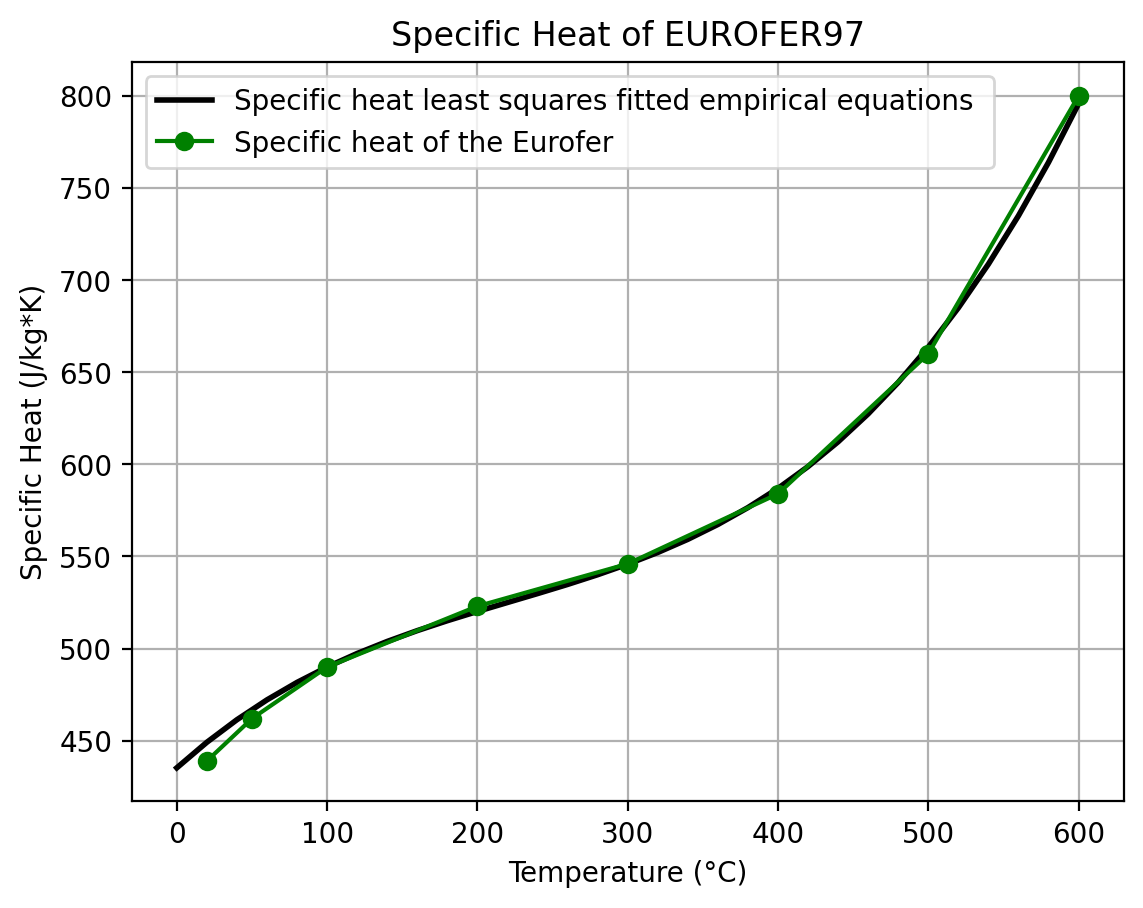 Specific Heat of EUROFER97
Specific heat least squares fitted empirical equations
Specific heat of the Eurofer
800
750
700
650
600
550
500
450
Specific Heat (J/kg*K)
0 100 200 300 400 500 600
Temperature (°C)